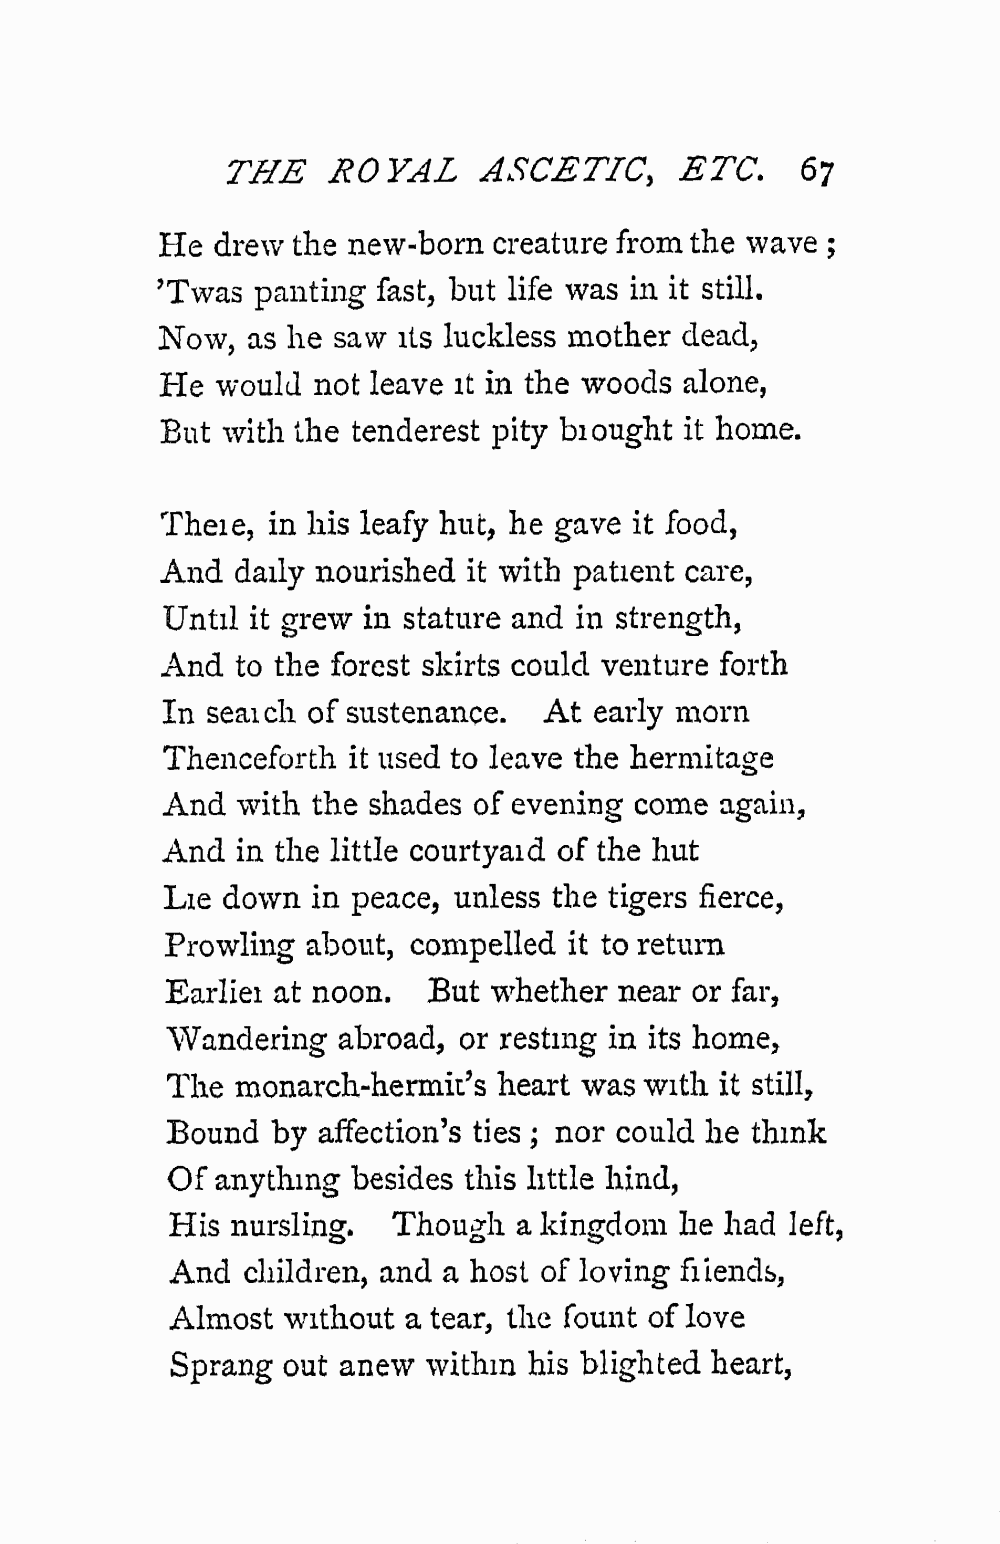 THE ROYAL ASCETIC, ETC. 67
He drew the new-born creature from the wave ;
'Twas panting fast, but life was in it still.
Now, as he saw its luckless mother dead,
He would not leave it in the woods alone,
But with the tenderest pity brought it home.
There, in his leafy hut, he gave it food,
And daily nourished it with patient care,
Until it grew in stature and in strength,
And to the forest skirts could venture forth
In search of sustenance. At early morn
Thenceforth it used to leave the hermitage
And with the shades of evening come again,
And in the little courtyard of the hut
Lie down in peace, unless the tigers fierce,
Prowling about, compelled it to return
Earlier at noon. But whether near or far,
Wandering abroad, or resting in its home,
The monarch-hermit's heart was with it still,
Bound by affection's ties ; nor could he think
Of anything besides this little hind,
His nursling. Though a kingdom he had left,
And children, and a host of loving friends,
Almost without a tear, the fount of love
Sprang out anew within his blighted heart,